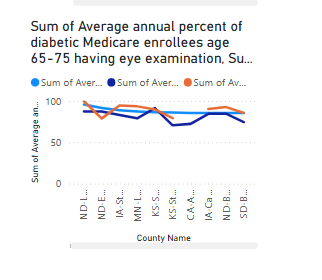 Sum of Average annual percent of
diabetic Medicare enrollees age
65-75 having eye examination, Su...
Sum of Aver... Sum of Aver... Sum of Av...
Sum of Average an...
100
50
0
ND-L...
ND-E...
IA-St...
MN-L...
KS-S...
KS-St...
CA-A...
IA-Ca...
ND-B...
SD-B...
County Name